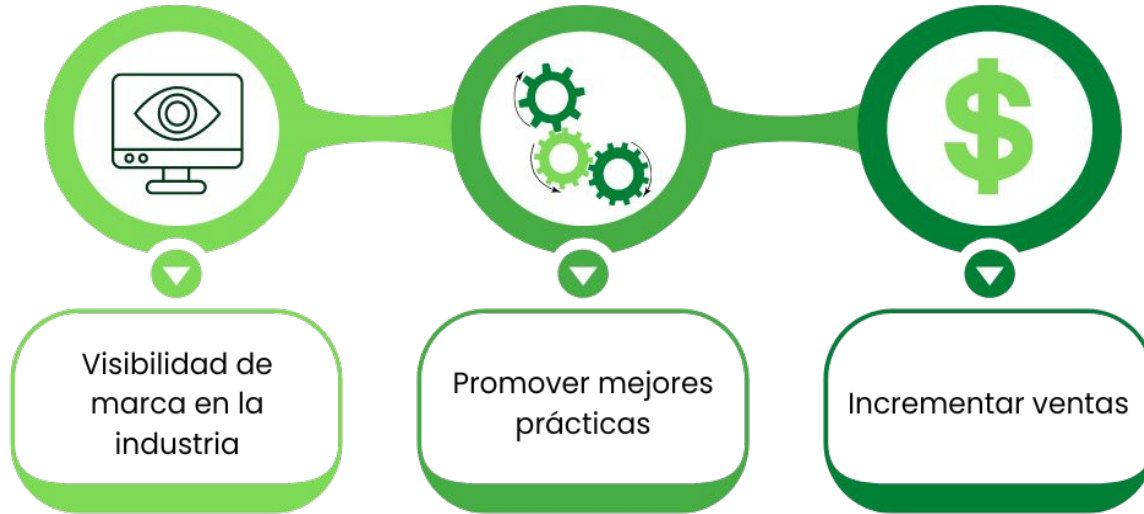 Visibilidad de
marca en la
industria
Promover mejores
prácticas
Incrementar ventas